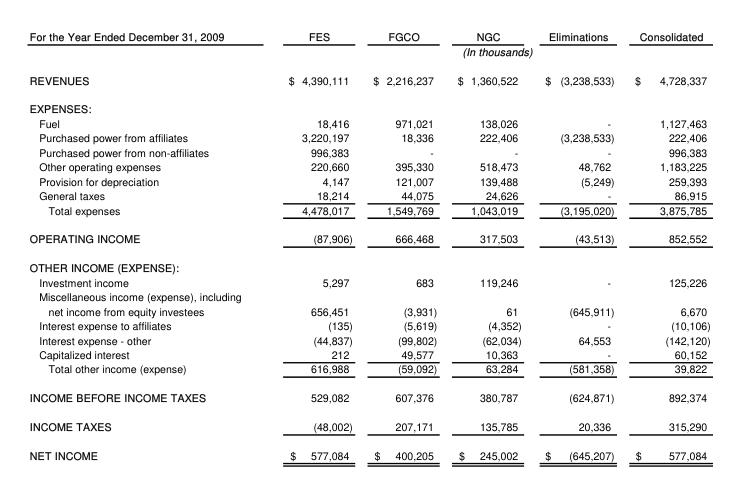 For the Year Ended December 31, 2009 FES FGCO NGC Eliminations Consolidated
(In thousands)
REVENUES $ 4,390,111 $ 2,216,237 $ 1,360,522 $ (3,238,533) $ 4,728,337
EXPENSES:
Fuel 18,416 971,021 138,026 - 1,127,463
Purchased power from affiliates 3,220,197 18,336 222,406 (3,238,533) 222,406
Purchased power from non-affiliates 996,383 - - - 996,383
Other operating expenses 220,660 395,330 518,473 48,762 1,183,225
Provision for depreciation 4,147 121,007 139,488 (5,249) 259,393
General taxes 18,214 44,075 24,626 - 86,915
Total expenses 4,478,017 1,549,769 1,043,019 (3,195,020) 3,875,785
OPERATING INCOME (87,906) 666,468 317,503 (43,513) 852,552
OTHER INCOME (EXPENSE):
Investment income 5,297 683 119,246 - 125,226
Miscellaneous income (expense), including
net income from equity investees 656,451 (3,931) 61 (645,911) 6,670
Interest expense to affiliates (135) (5,619) (4,352) - (10,106)
Interest expense - other (44,837) (99,802) (62,034) 64,553 (142,120)
Capitalized interest 212 49,577 10,363 - 60,152
Total other income (expense) 616,988 (59,092) 63,284 (581,358) 39,822
INCOME BEFORE INCOME TAXES 529,082 607,376 380,787 (624,871) 892,374
INCOME TAXES (48,002) 207,171 135,785 20,336 315,290
NET INCOME $ 577,084 $ 400,205 $ 245,002 $ (645,207) $ 577,084